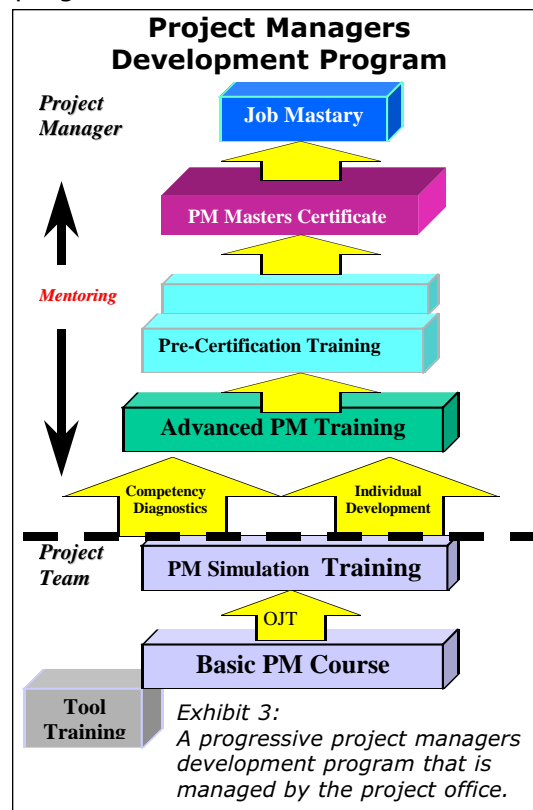 Project Managers
Development Program
Project
Manager
Job Mastary
PM Masters Certificate
Mentoring
Pre-Certification Training
Advanced PM Training
Competency
Diagnostics
Individual
Development
Project
Team
PM Simulation Training
OJT
Basic PM Course
Tool
Training
Exhibit 3:
A progressive project managers
development program that is
managed by the project office.